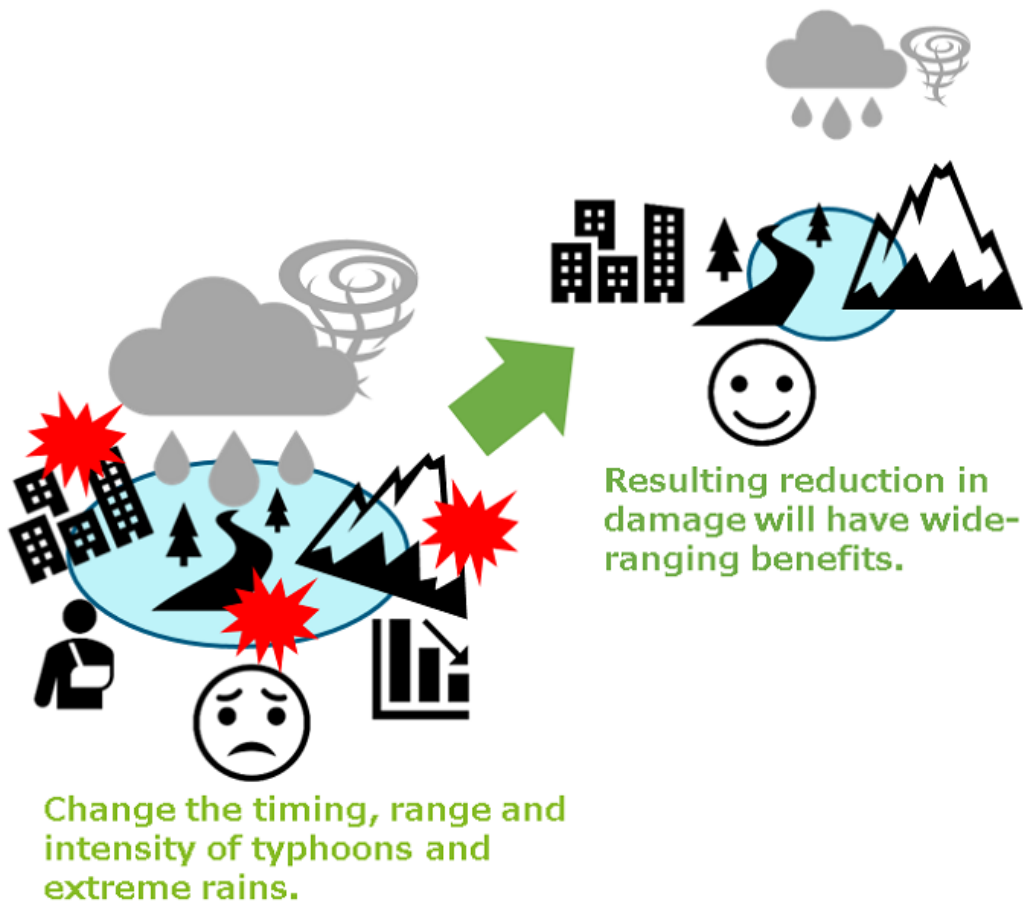 Resulting reduction in
damage will have wide-
ranging benefits.
Change the timing, range and
intensity of typhoons and
extreme rains.